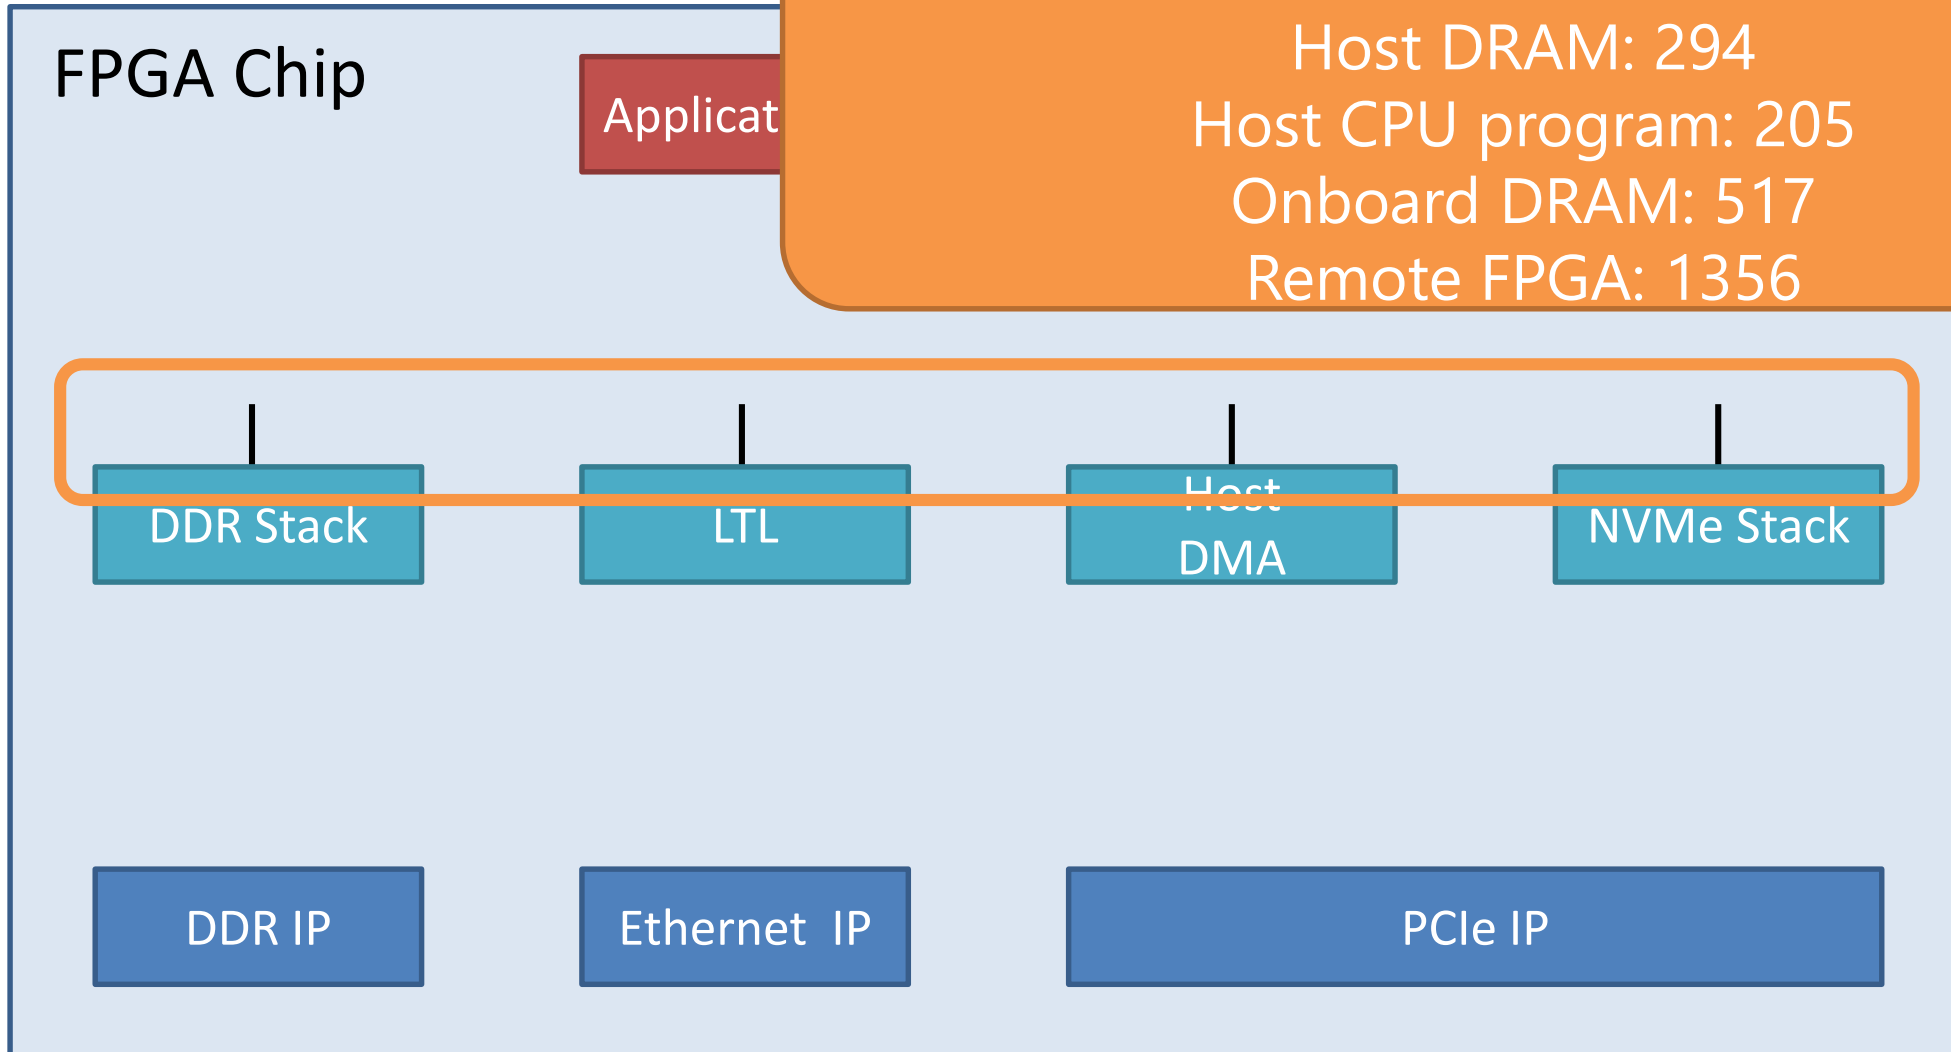 FPGA Chip
Applicat
Host DRAM: 294
Host CPU program: 205
Onboard DRAM: 517
Remote FPGA: 1356
DDR Stack
LTL
Host
DMA
NVMe Stack
DDR IP
Ethernet IP
PCIe IP